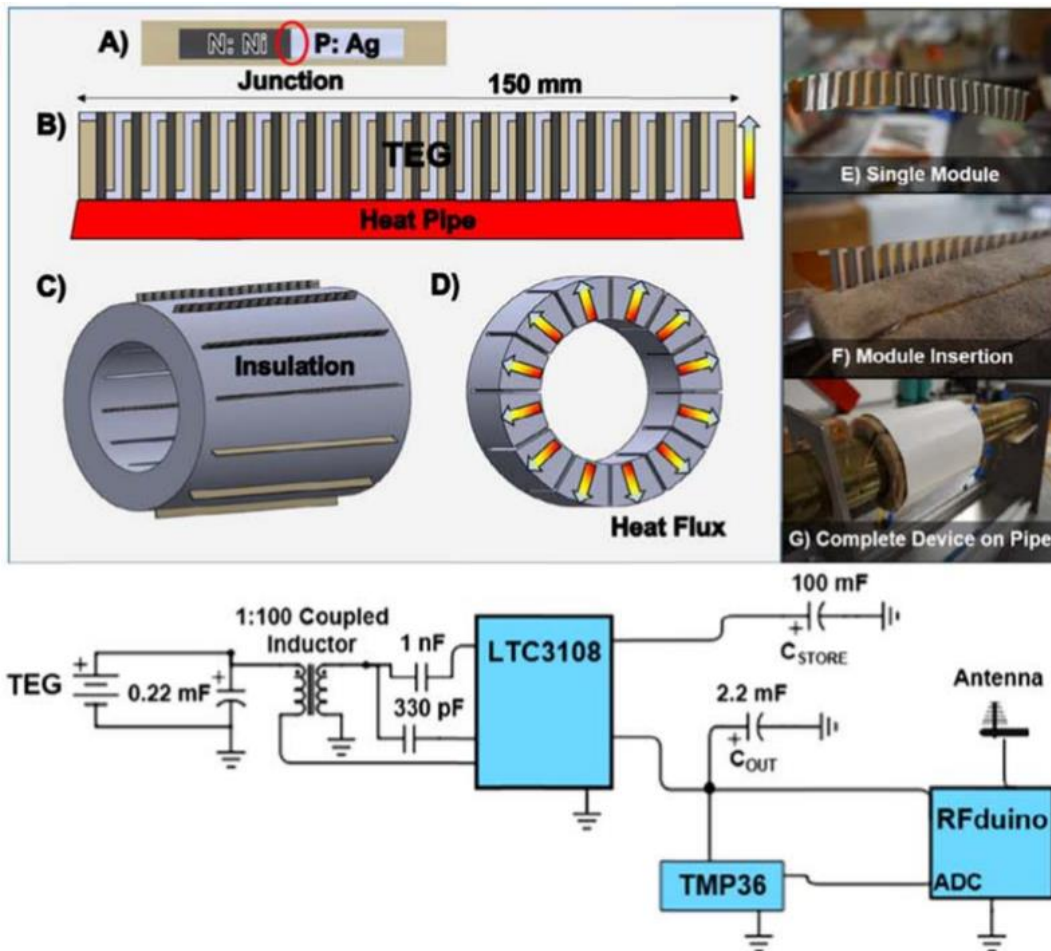 A)
N: Ni
P: Ag
Junction
150 mm
B)
TEG
Heat Pipe
C)
Insulation
D)
Heat Flux
E) Single Module
F) Module Insertion
G) Complete Device on Pipe
1:100 Coupled
Inductor
TEG
+
0.22 mF
+
1 nF
330 pF
LTC3108
100 mF
+
CSTORE
2.2 mF
+
COUT
Antenna
RFduino
ADC
TMP36